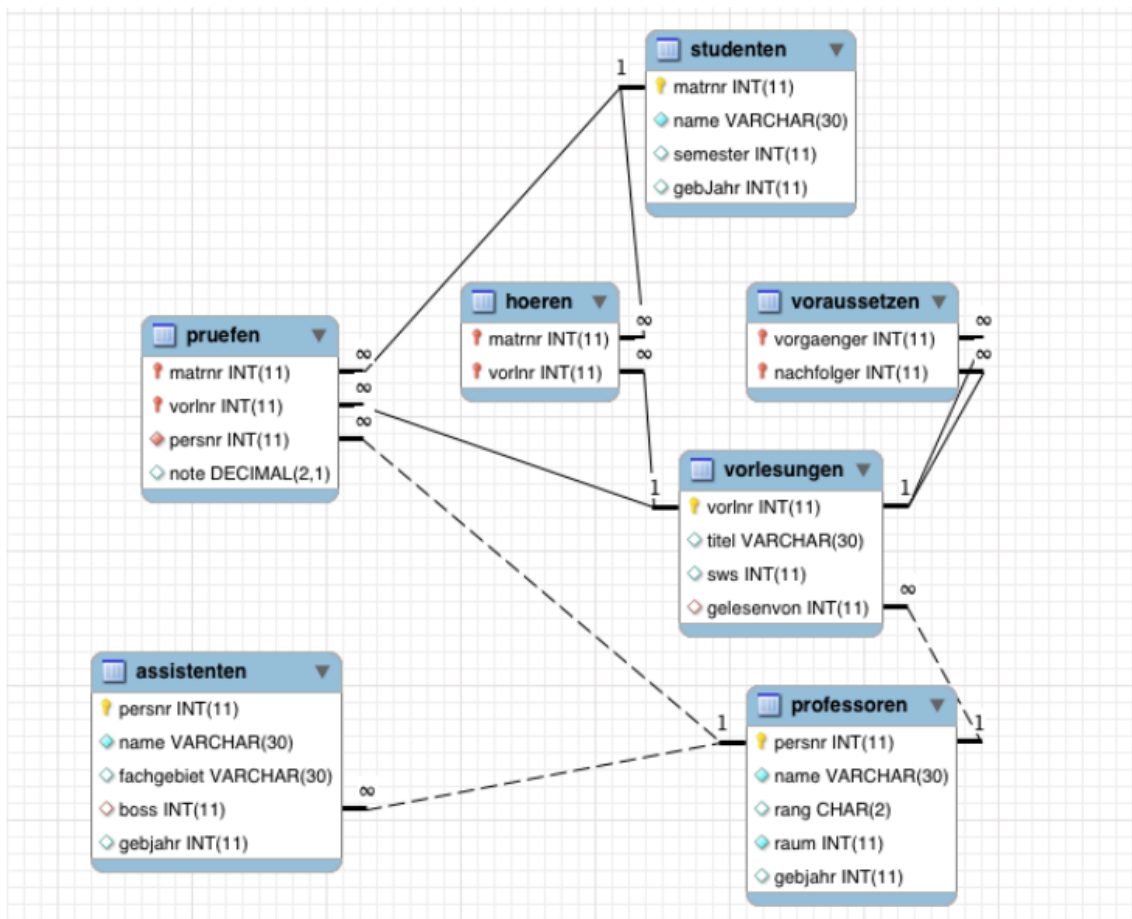 studenten
matrnr INT(11)
name VARCHAR(30)
semester INT(11)
gebJahr INT(11)
1
hoeren
matrnr INT(11)
vorlnr INT(11)
∞
∞
voraussetzen
vorgaenger INT(11)
nachfolger INT(11)
∞
∞
pruefen
matrnr INT(11)
vorlnr INT(11)
persnr INT(11)
note DECIMAL(2,1)
∞
∞
∞
vorlesungen
vorlnr INT(11)
titel VARCHAR(30)
sws INT(11)
gelesenvon INT(11)
1
1
∞
assistenten
persnr INT(11)
name VARCHAR(30)
fachgebiet VARCHAR(30)
boss INT(11)
gebjahr INT(11)
∞
professoren
persnr INT(11)
name VARCHAR(30)
rang CHAR(2)
raum INT(11)
gebjahr INT(11)
1
1